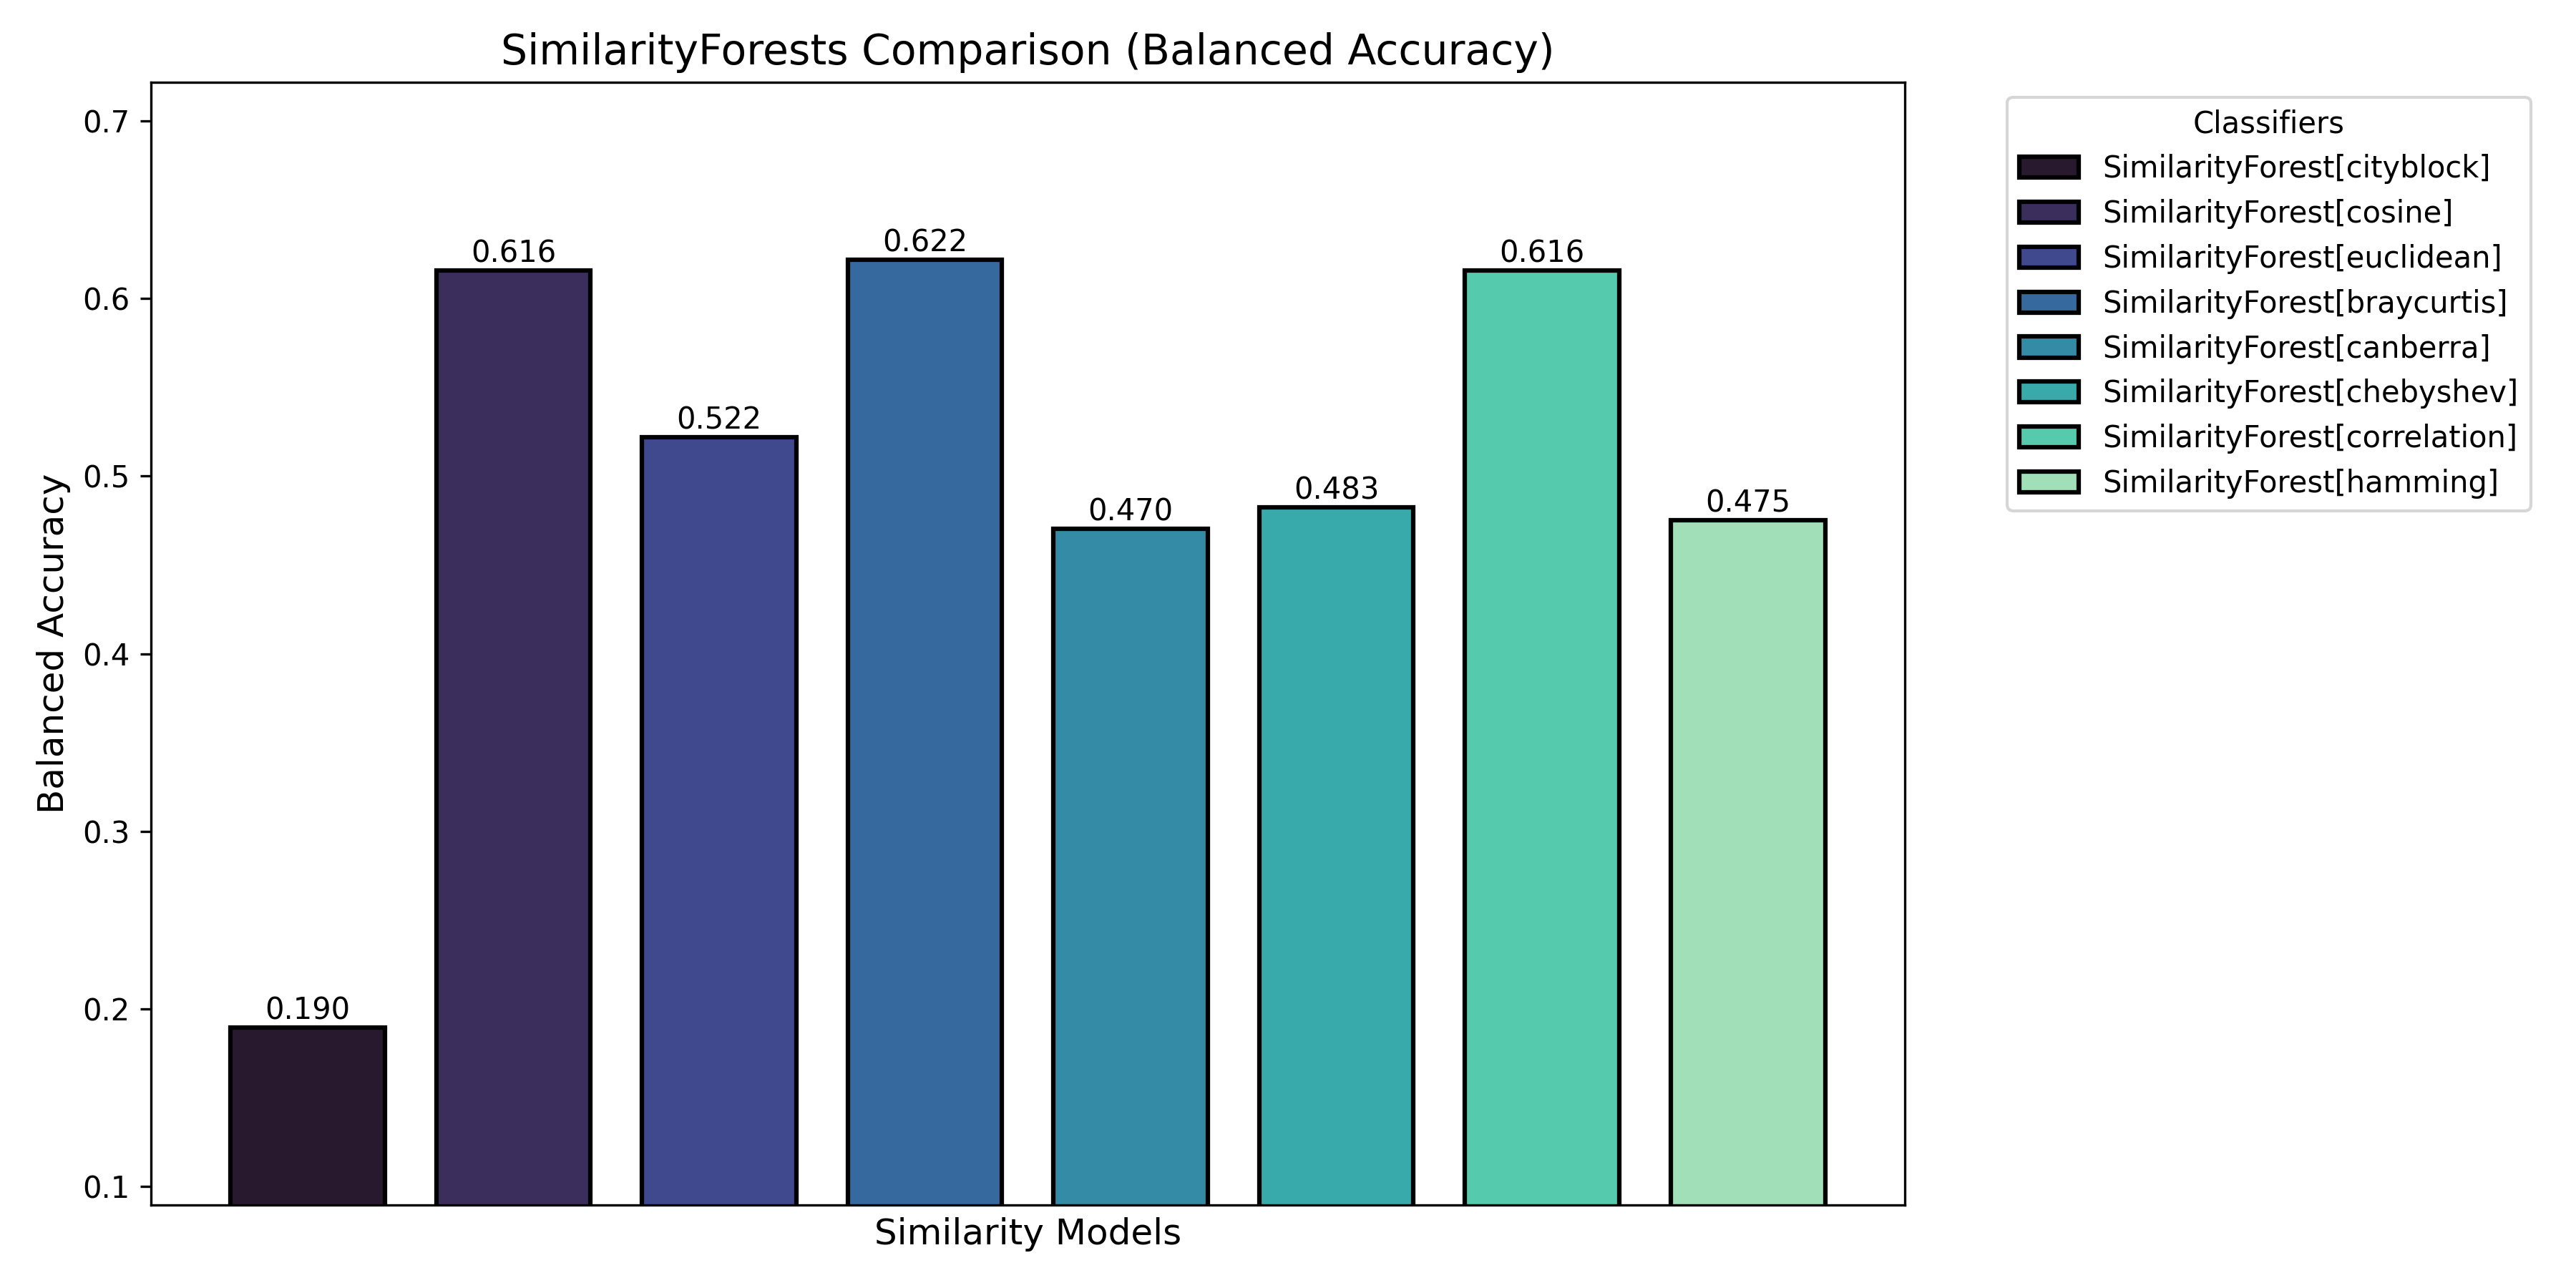 SimilarityForests Comparison (Balanced Accuracy)
Balanced Accuracy
0.7
0.6
0.5
0.4
0.3
0.2
0.1
0.190
0.616
0.522
0.622
0.470
0.483
0.616
0.475
Similarity Models
Classifiers
SimilarityForest[cityblock]
SimilarityForest[cosine]
SimilarityForest[euclidean]
SimilarityForest[braycurtis]
SimilarityForest[canberra]
SimilarityForest[chebyshev]
SimilarityForest[correlation]
SimilarityForest[hamming]